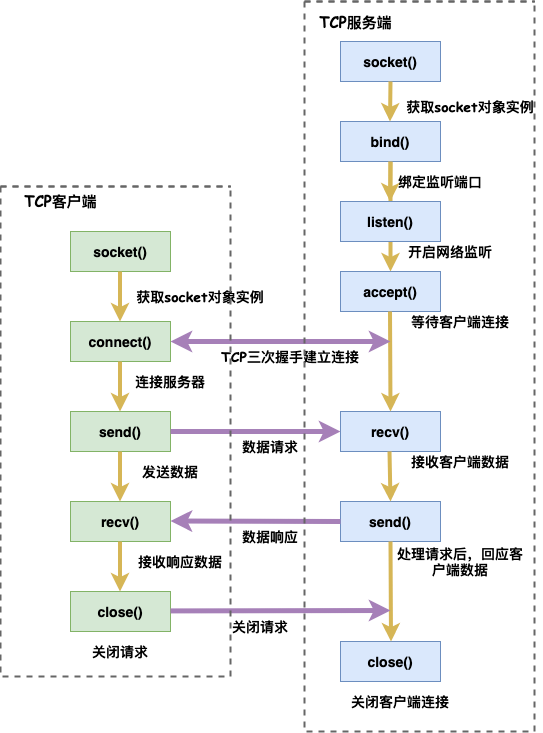 TCP服务端
socket()
获取socket对象实例
bind()
绑定监听端口
listen()
开启网络监听
accept()
等待客户端连接
TCP客户端
socket()
获取socket对象实例
connect()
TCP三次握手建立连接
连接服务器
send()
数据请求
recv()
接收客户端数据
发送数据
recv()
数据响应
send()
处理请求后，回应客
户端数据
接收响应数据
close()
关闭请求
关闭请求
close()
关闭客户端连接